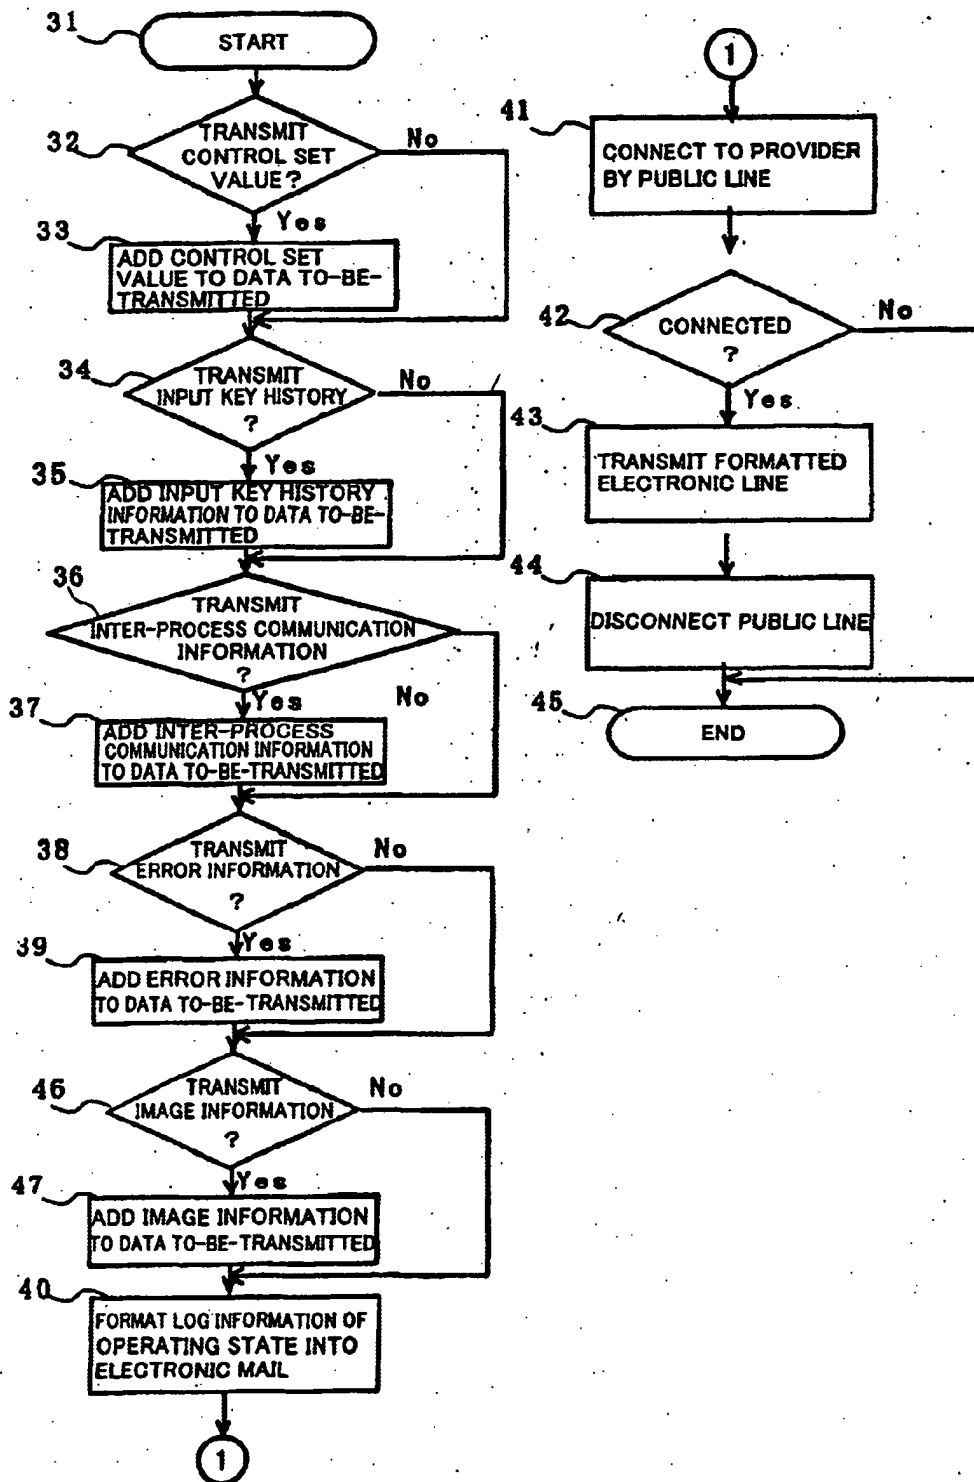 31
START
32
TRANSMIT
CONTROL SET
VALUE?
No
Yes
33
ADD CONTROL SET
VALUE TO DATA TO-BE-
TRANSMITTED
34
TRANSMIT
INPUT KEY HISTORY
?
No
Yes
35
ADD INPUT KEY HISTORY
INFORMATION TO DATA TO-BE-
TRANSMITTED
36
TRANSMIT
INTER-PROCESS COMMUNICATION
INFORMATION
?
No
Yes
37
ADD INTER-PROCESS
COMMUNICATION INFORMATION
TO DATA TO-BE-TRANSMITTED
38
TRANSMIT
ERROR INFORMATION
?
No
Yes
39
ADD ERROR INFORMATION
TO DATA TO-BE-TRANSMITTED
46
TRANSMIT
IMAGE INFORMATION
?
No
Yes
47
ADD IMAGE INFORMATION
TO DATA TO-BE-TRANSMITTED
40
FORMAT LOG INFORMATION OF
OPERATING STATE INTO
ELECTRONIC MAIL
1
1
41
CONNECT TO PROVIDER
BY PUBLIC LINE
42
CONNECTED
?
No
Yes
43
TRANSMIT FORMATTED
ELECTRONIC LINE
44
DISCONNECT PUBLIC LINE
45
END